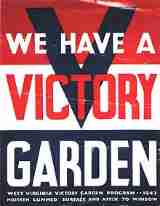 WE HAVE A
VICTORY
GARDEN
WEST VIRGINIA VICTORY GARDEN PROGRAM — 1943
MOISTEN GUMMED SURFACE AND AFFIX TO WINDOW